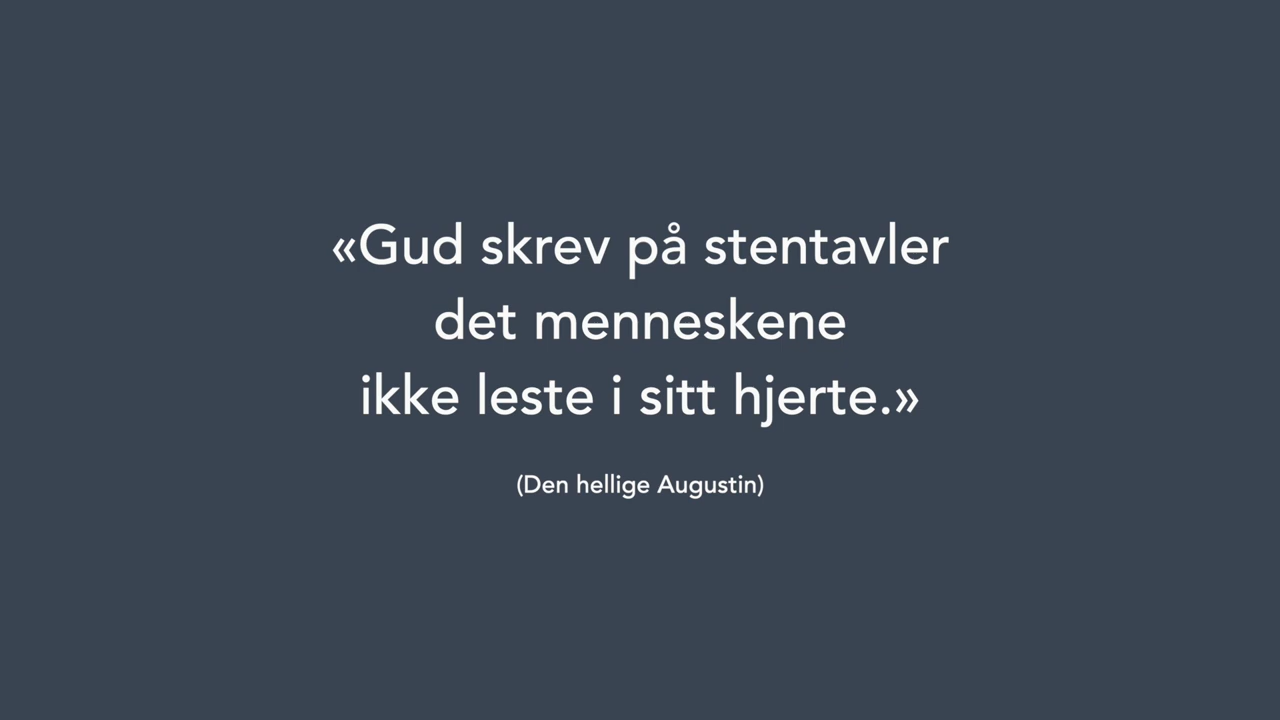 «Gud skrev på stentavler
det menneskene
ikke leste i sitt hjerte.»
(Den hellige Augustin)